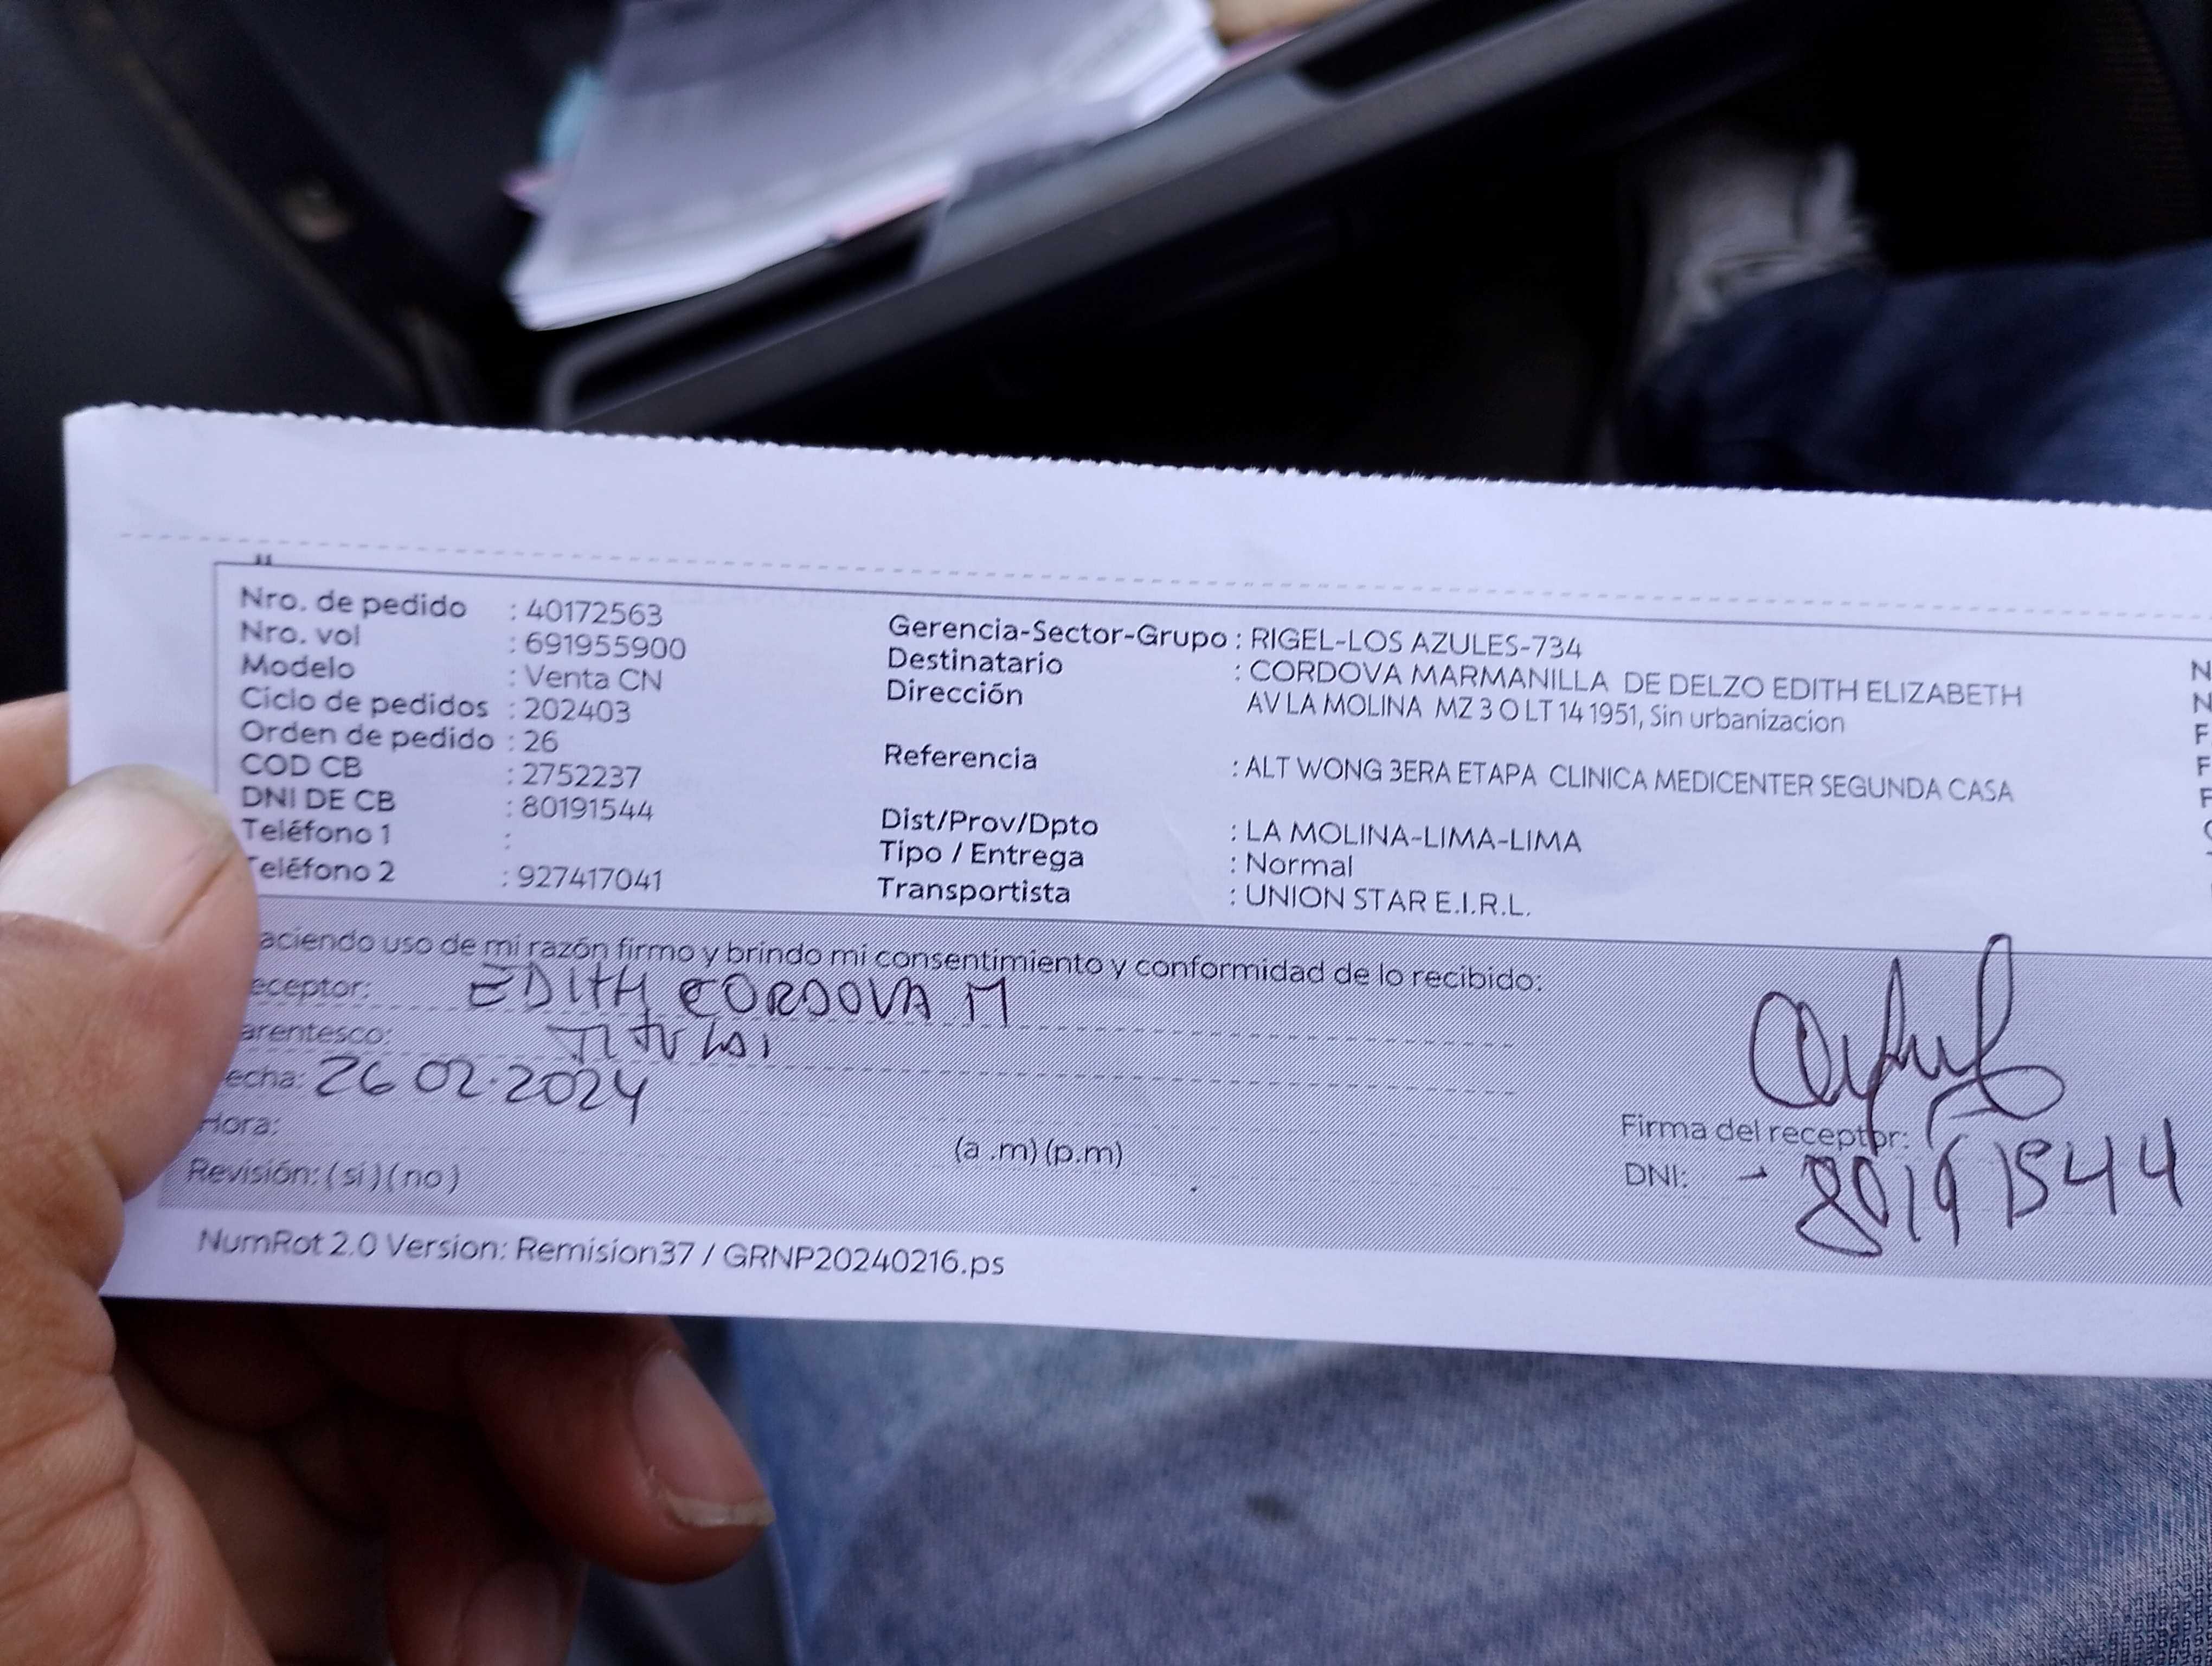 Nro. de pedido : 40172563
Nro. vol : 691955900
Modelo : Venta CN
Ciclo de pedidos : 202403
Orden de pedido : 26
COD CB : 2752237
DNI DE CB : 80191544
Teléfono 1 :
eléfono 2 : 927417041
Gerencia-Sector-Grupo : RIGEL-LOS AZULES-734
Destinatario : CORDOVA MARMANILLA DE DELZO EDITH ELIZABETH
Dirección AV LA MOLINA MZ 3 O LT 14 1951, Sin urbanizacion
Referencia : ALT WONG 3ERA ETAPA CLINICA MEDICENTER SEGUNDA CASA
Dist/Prov/Dpto : LA MOLINA-LIMA-LIMA
Tipo / Entrega : Normal
Transportista : UNION STAR E.I.R.L.
N
N
F
F
F
aciendo uso de mi razón firmo y brindo mi consentimiento y conformidad de lo recibido:
eceptor: EDITH CORDOVA M
arentesco:
echa: 26 02.2024
Hora: (a .m) (p.m)
Revisión: ( si ) ( no )
Firma del receptor:
DNI: - 80191544
NumRot 2.0 Version: Remision37 / GRNP20240216.ps